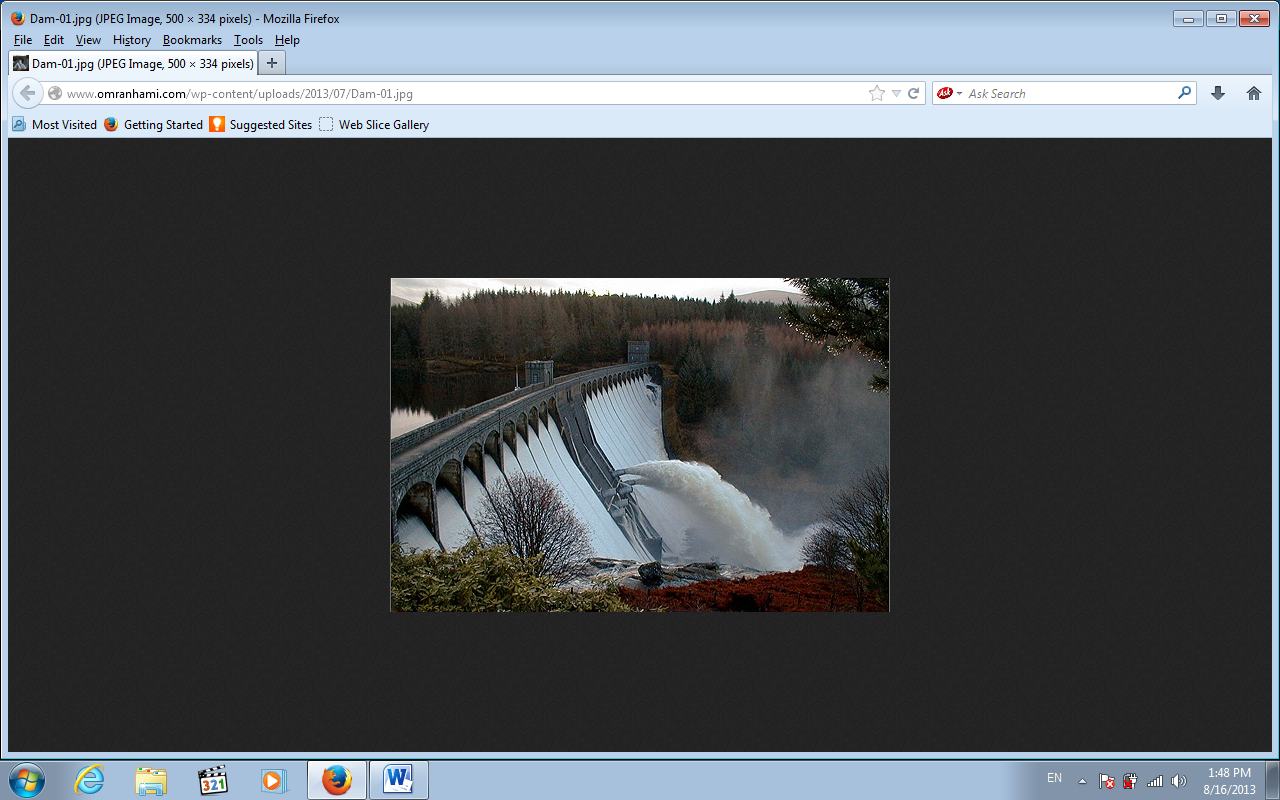 Dam-01.jpg (JPEG Image, 500 × 334 pixels) - Mozilla Firefox
File Edit View History Bookmarks Tools Help
Dam-01.jpg (JPEG Image, 500 × 334 pixels)
www.omranhami.com/wp-content/uploads/2013/07/Dam-01.jpg
Ask Ask Search
Most Visited Getting Started Suggested Sites Web Slice Gallery
321
W
EN
1:48 PM
8/16/2013